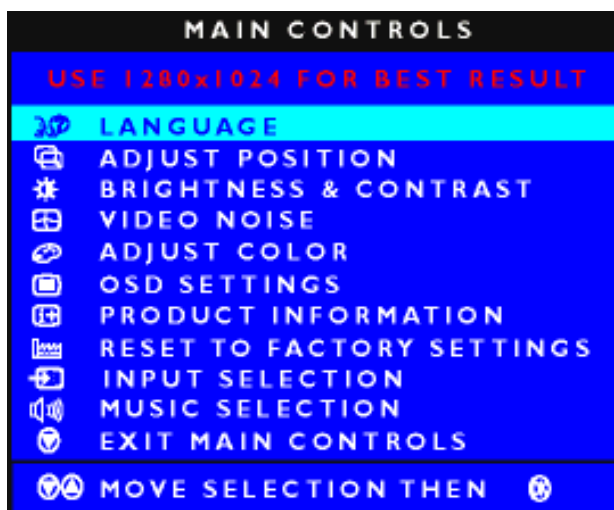 MAIN CONTROLS
USE 1280x1024 FOR BEST RESULT
LANGUAGE
ADJUST POSITION
BRIGHTNESS & CONTRAST
VIDEO NOISE
ADJUST COLOR
OSD SETTINGS
PRODUCT INFORMATION
RESET TO FACTORY SETTINGS
INPUT SELECTION
MUSIC SELECTION
EXIT MAIN CONTROLS
MOVE SELECTION THEN